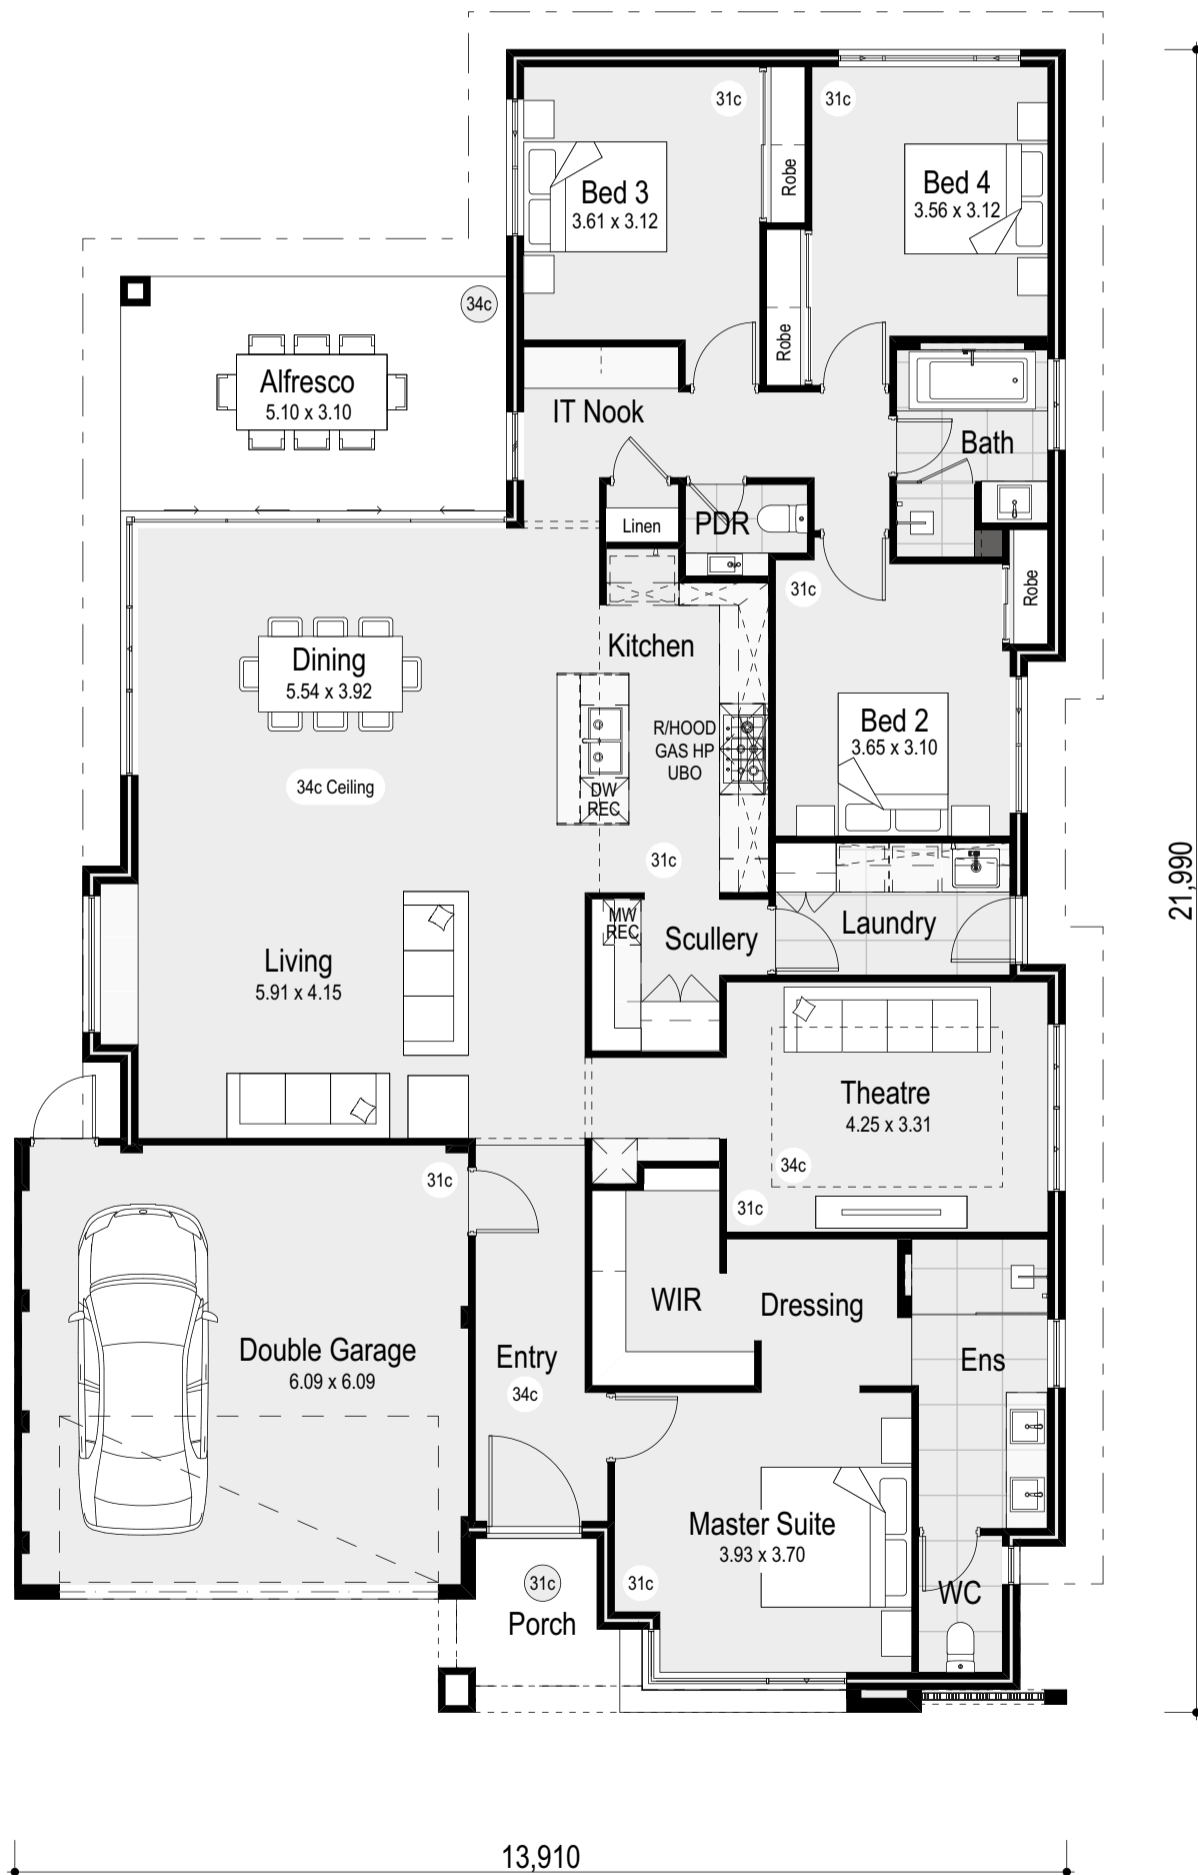 31c
31c
Robe
Bed 3
3.61 x 3.12
Bed 4
3.56 x 3.12
34c
Robe
Alfresco
5.10 x 3.10
IT Nook
Bath
Linen
PDR
31c
Robe
Kitchen
Dining
5.54 x 3.92
R/HOOD
GAS HP
UBO
Bed 2
3.65 x 3.10
34c Ceiling
DW
REC
31c
21,990
MW
REC
Scullery
Laundry
Living
5.91 x 4.15
Theatre
4.25 x 3.31
34c
31c
31c
WIR
Dressing
Double Garage
6.09 x 6.09
Entry
34c
Ens
Master Suite
3.93 x 3.70
31c
Porch
31c
WC
13,910